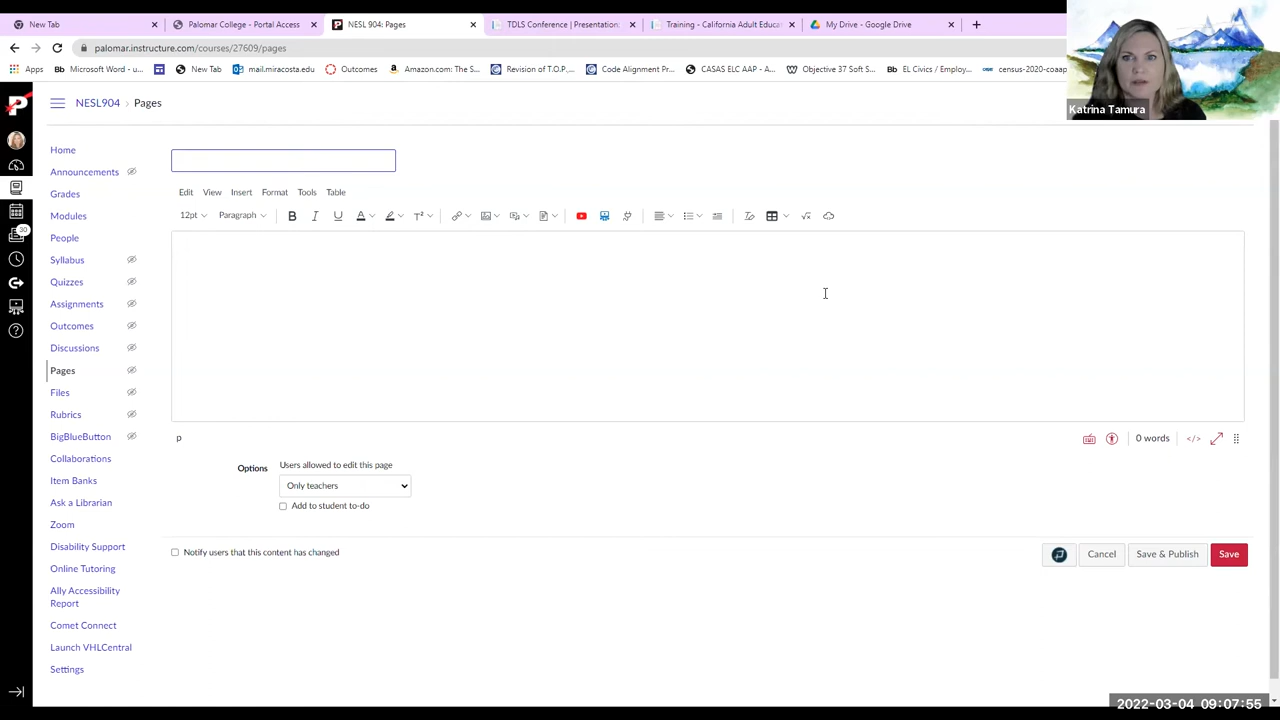 New Tab
Palomar College - Portal Access
NESL 904: Pages
TDLS Conference | Presentation:
Training - California Adult Educa
My Drive - Google Drive
palomar.instructure.com/courses/27609/pages
Apps
Bb Microsoft Word - u...
New Tab
mail.miracosta.edu
Outcomes
Amazon.com: The S...
Revision of T.O.P....
Code Alignment Pr...
CASAS ELC AAP - A...
Objective 37 Soft S...
Bb EL Civics / Employ...
census-2020-coaap
Katrina Tamura
NESL904 › Pages
Home
Announcements
Grades
Modules
People
Syllabus
Quizzes
Assignments
Outcomes
Discussions
Pages
Files
Rubrics
BigBlueButton
Collaborations
Item Banks
Ask a Librarian
Zoom
Disability Support
Online Tutoring
Ally Accessibility
Report
Comet Connect
Launch VHLCentral
Settings
30
Edit View Insert Format Tools Table
12pt Paragraph B I U A T²
p
0 words </>
Options
Users allowed to edit this page
Only teachers
Add to student to-do
Notify users that this content has changed
Cancel
Save & Publish
Save
2022-03-04 09:07:55